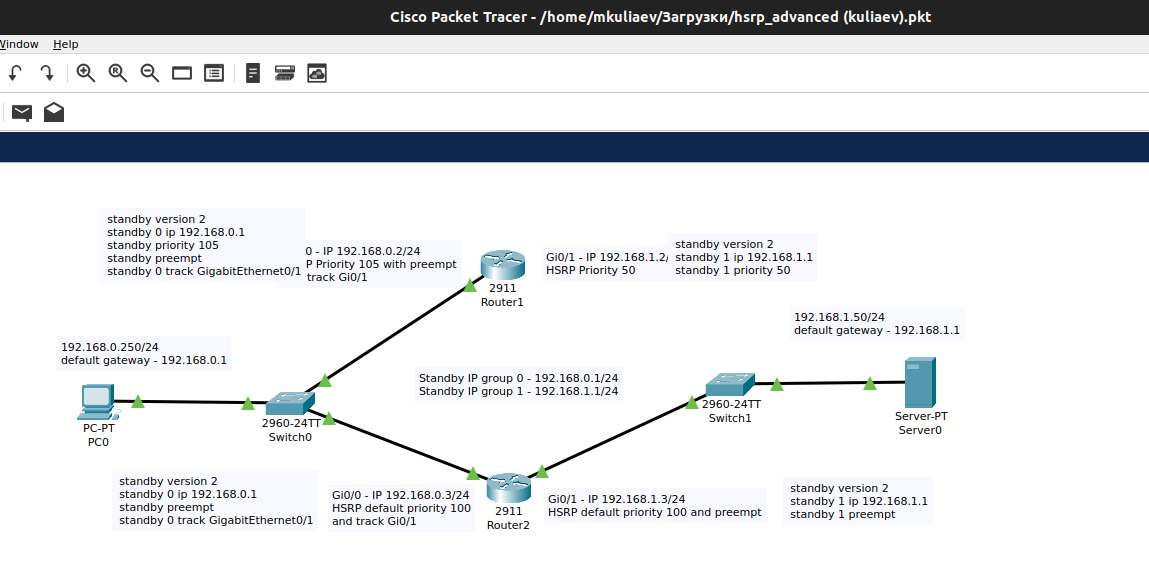 Cisco Packet Tracer - /home/mkuliaev/Загрузки/hsrp_advanced (kuliaev).pkt
Window Help
standby version 2
standby 0 ip 192.168.0.1
standby priority 105
standby preempt
standby 0 track GigabitEthernet0/1
0 - IP 192.168.0.2/24
P Priority 105 with preempt
track Gi0/1
2911
Router1
Gi0/1 - IP 192.168.1.2/
HSRP Priority 50
standby version 2
standby 1 ip 192.168.1.1
standby 1 priority 50
192.168.1.50/24
default gateway - 192.168.1.1
192.168.0.250/24
default gateway - 192.168.0.1
Standby IP group 0 - 192.168.0.1/24
Standby IP group 1 - 192.168.1.1/24
PC-PT
PC0
2960-24TT
Switch0
2960-24TT
Switch1
Server-PT
Server0
standby version 2
standby 0 ip 192.168.0.1
standby preempt
standby 0 track GigabitEthernet0/1
Gi0/0 - IP 192.168.0.3/24
HSRP default priority 100
and track Gi0/1
2911
Router2
Gi0/1 - IP 192.168.1.3/24
HSRP default priority 100 and preempt
standby version 2
standby 1 ip 192.168.1.1
standby 1 preempt